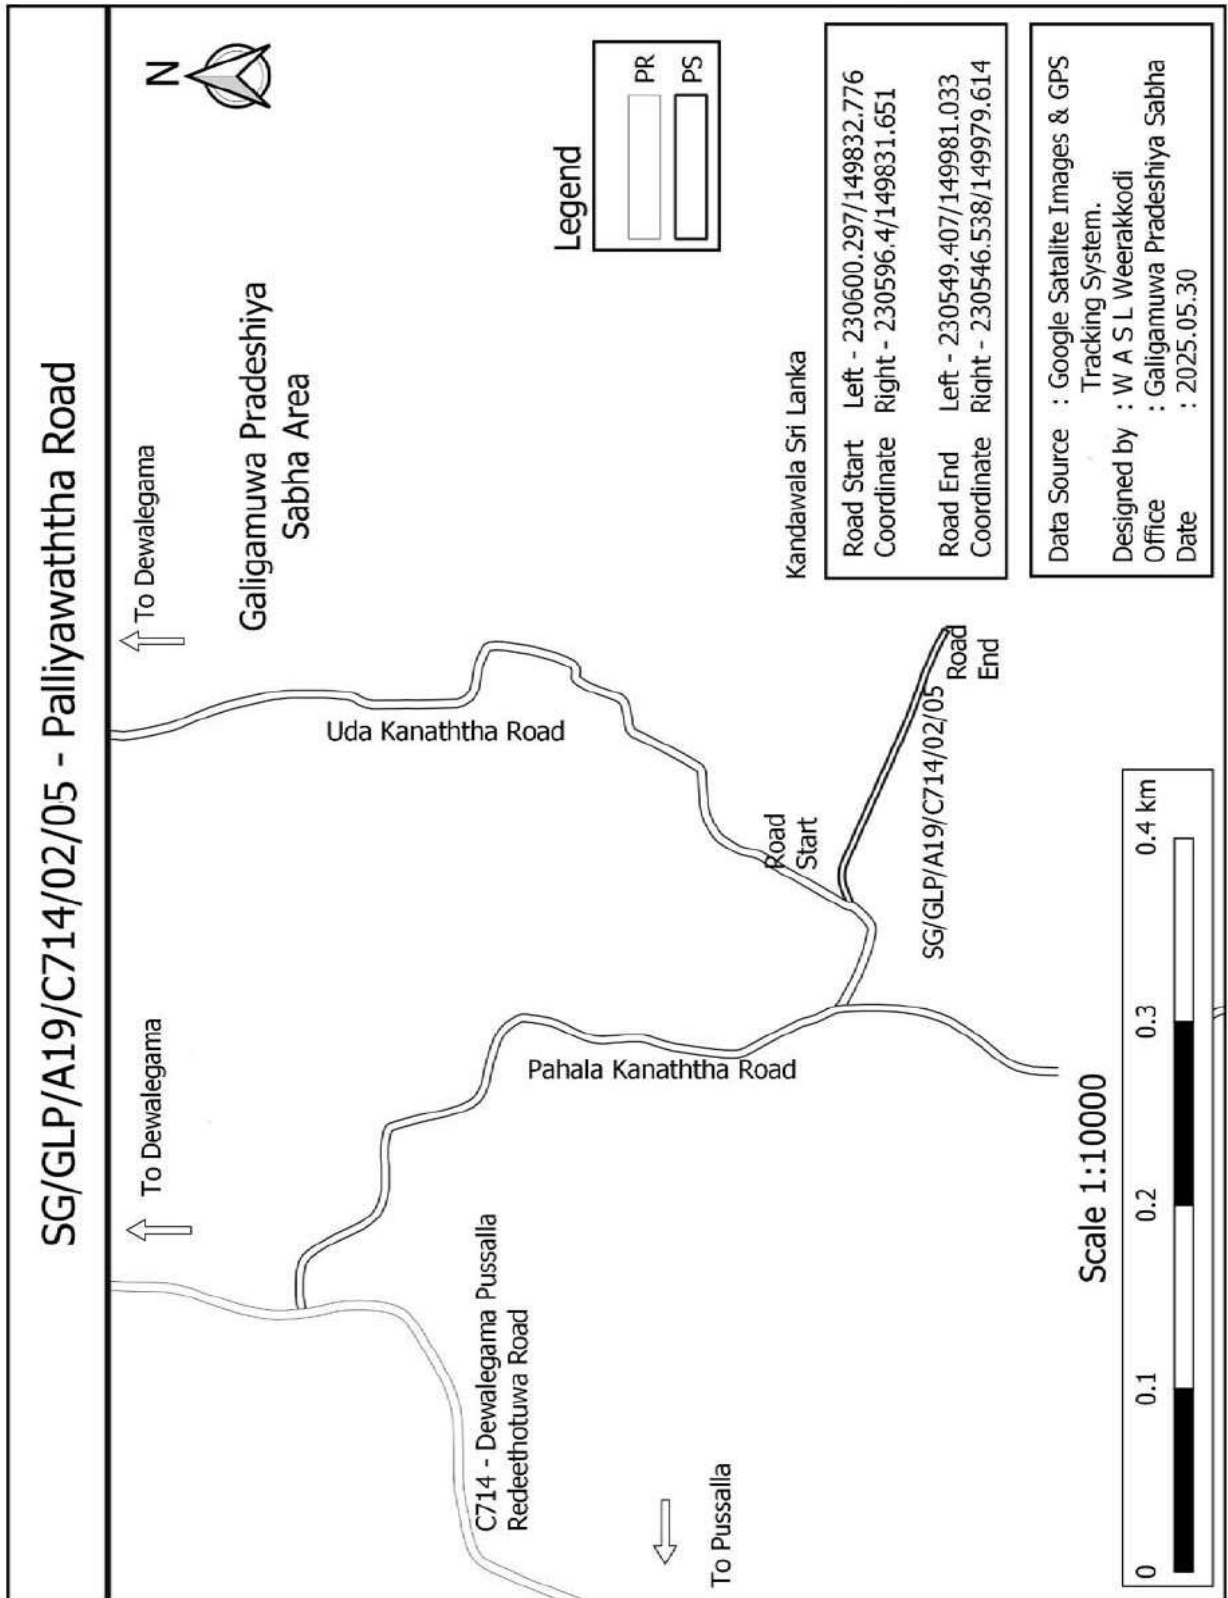 SG/GLP/A19/C714/02/05 - Palliyawaththa Road
To Dewalegama
To Dewalegama
N
Galigamuwa Pradeshiya
Sabha Area
Uda Kanaththa Road
Legend
PR
PS
C714 - Dewalegama Pussalla
Redeethotuwa Road
Pahala Kanaththa Road
To Pussalla
Road
Start
SG/GLP/A19/C714/02/05
Road
End
Kandawala Sri Lanka
Road Start Left - 230600.297/149832.776
Coordinate Right - 230596.4/149831.651
Road End Left - 230549.407/149981.033
Coordinate Right - 230546.538/149979.614
Data Source : Google Satalite Images & GPS
Tracking System.
Designed by : W A S L Weerakkodi
Office : Galigamuwa Pradeshiya Sabha
Date : 2025.05.30
Scale 1:10000
0 0.1 0.2 0.3 0.4 km